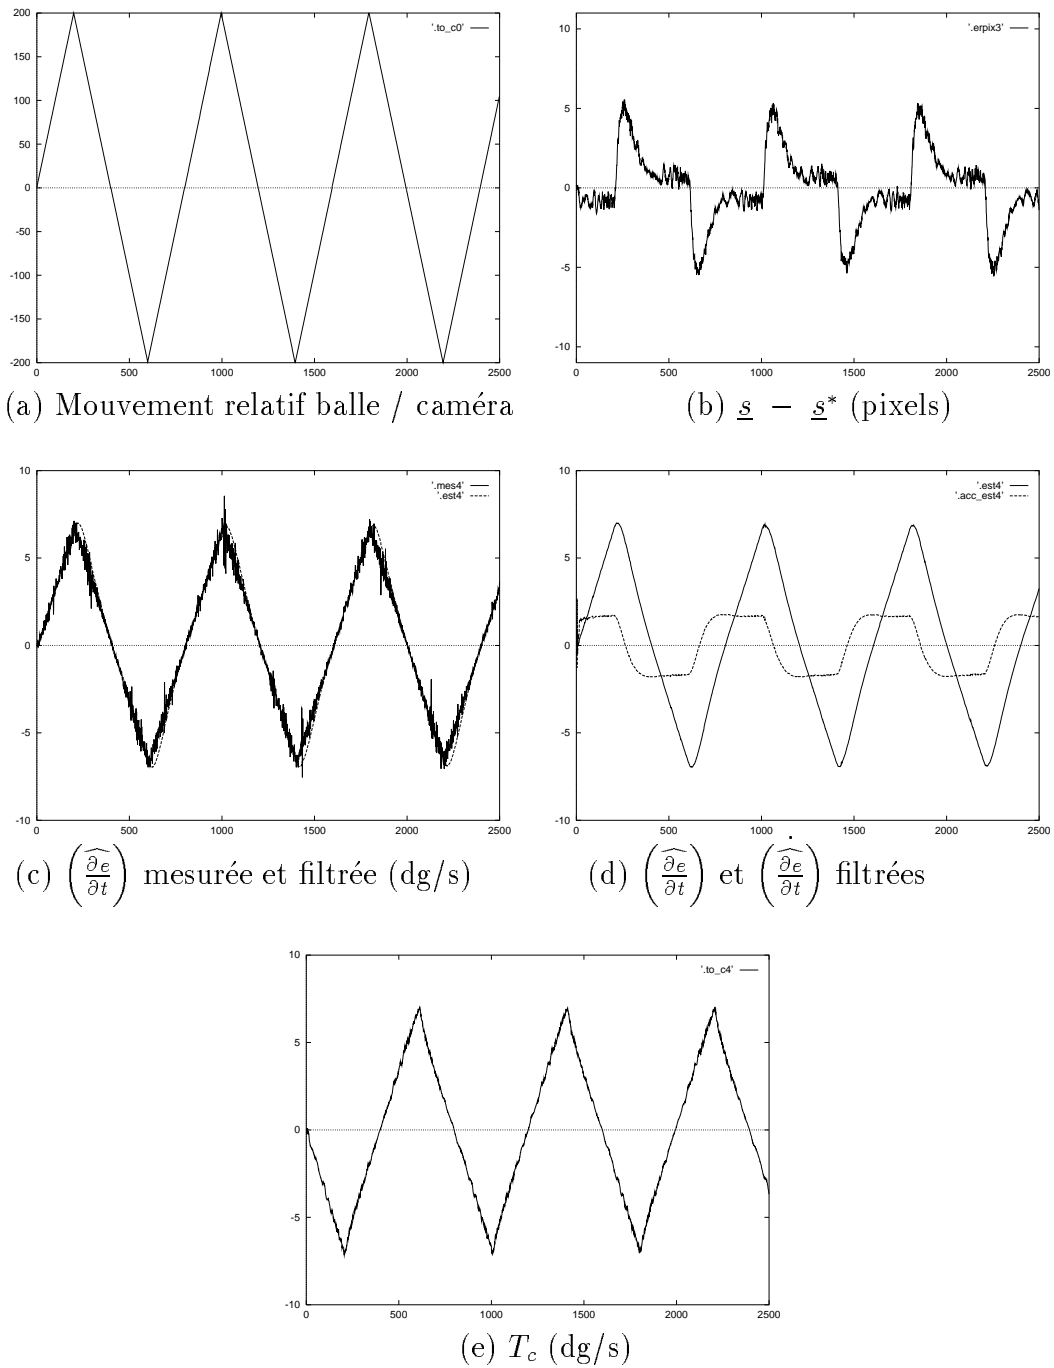 200
150
100
50
0
-50
-100
-150
-200
0 500 1000 1500 2000 2500
'.to_c0'
(a) Mouvement relatif balle / caméra
10
5
0
-5
-10
0 500 1000 1500 2000 2500
'.erpix3'
(b) s − s* (pixels)
10
5
0
-5
-10
0 500 1000 1500 2000 2500
'.mes4'
'.est4'
(c) (∂e/∂t) mesurée et filtrée (dg/s)
10
5
0
-5
-10
0 500 1000 1500 2000 2500
'.est4'
'.acc_est4'
(d) (∂e/∂t) et (∂e/∂t) filtrées
10
5
0
-5
-10
0 500 1000 1500 2000 2500
'.to_c4'
(e) T_c (dg/s)